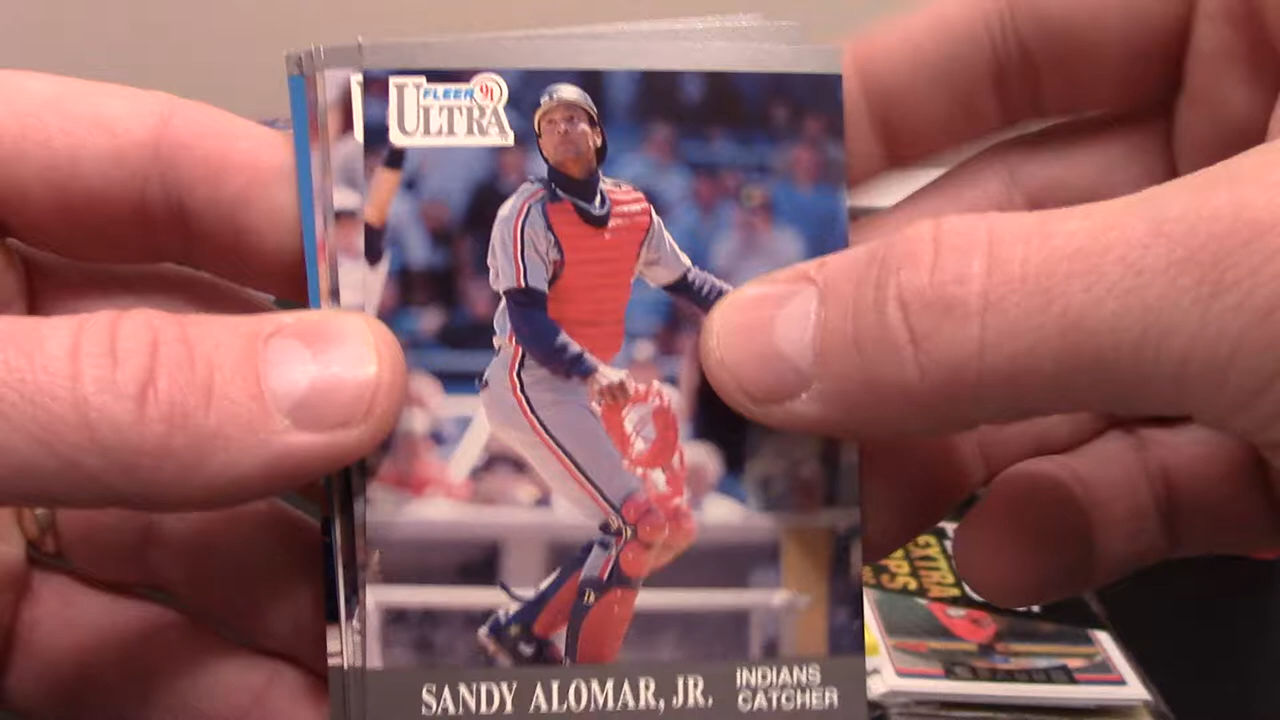 FLEER 91
ULTRA
SANDY ALOMAR, JR.
INDIANS
CATCHER
EXTRA